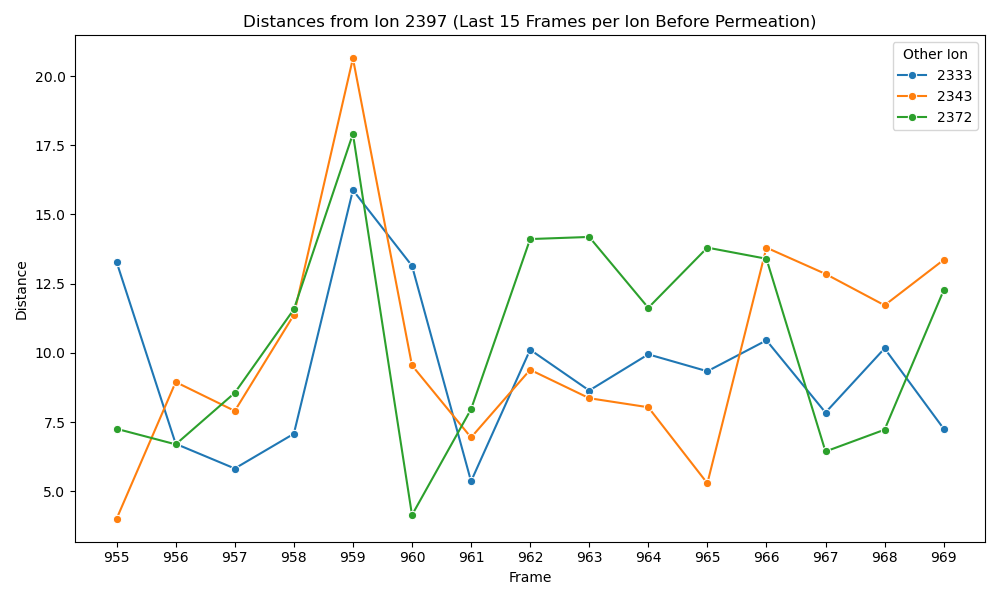 Distances from Ion 2397 (Last 15 Frames per Ion Before Permeation)
Other Ion
2333
2343
2372
20.0
17.5
15.0
12.5
10.0
7.5
5.0
Distance
955 956 957 958 959 960 961 962 963 964 965 966 967 968 969
Frame